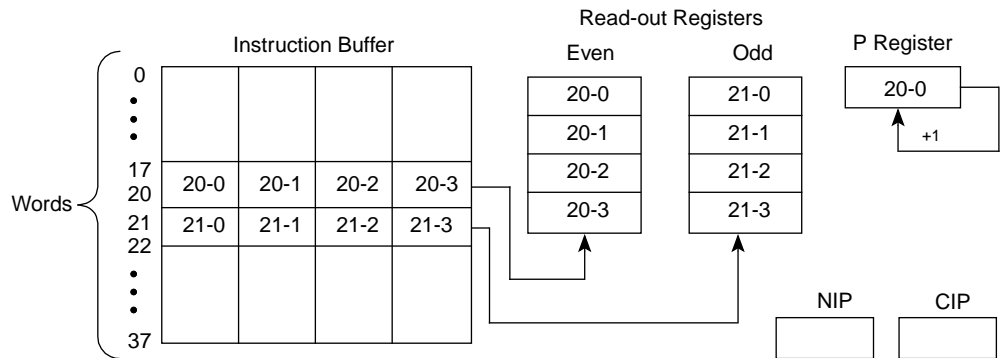 Read-out Registers
Instruction Buffer Even Odd P Register
0
20-0 21-0 20-0
20-1 21-1 +1
17
20-2 21-2
20 20-0 20-1 20-2 20-3
Words
20-3 21-3
21 21-0 21-1 21-2 21-3
22
NIP CIP
37